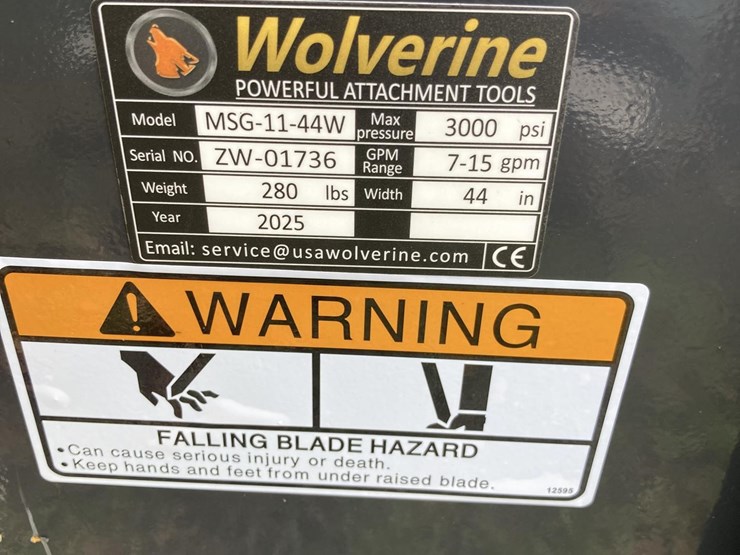 Wolverine
POWERFUL ATTACHMENT TOOLS
Model MSG-11-44W Max pressure 3000 psi
Serial NO. ZW-01736 GPM Range 7-15 gpm
Weight 280 lbs Width 44 in
Year 2025
Email: service@usawolverine.com CE
WARNING
FALLING BLADE HAZARD
•Can cause serious injury or death.
•Keep hands and feet from under raised blade.
12595